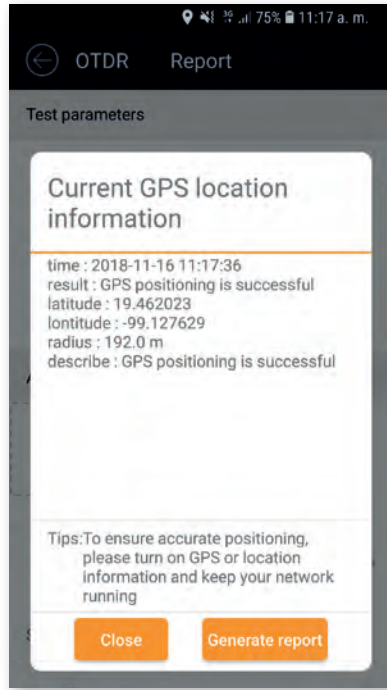 3G 75% 11:17 a. m.
OTDR Report
Test parameters
Current GPS location
information
time : 2018-11-16 11:17:36
result : GPS positioning is successful
latitude : 19.462023
lontitude : -99.127629
radius : 192.0 m
describe : GPS positioning is successful
Tips:To ensure accurate positioning,
please turn on GPS or location
information and keep your network
running
Close Generate report